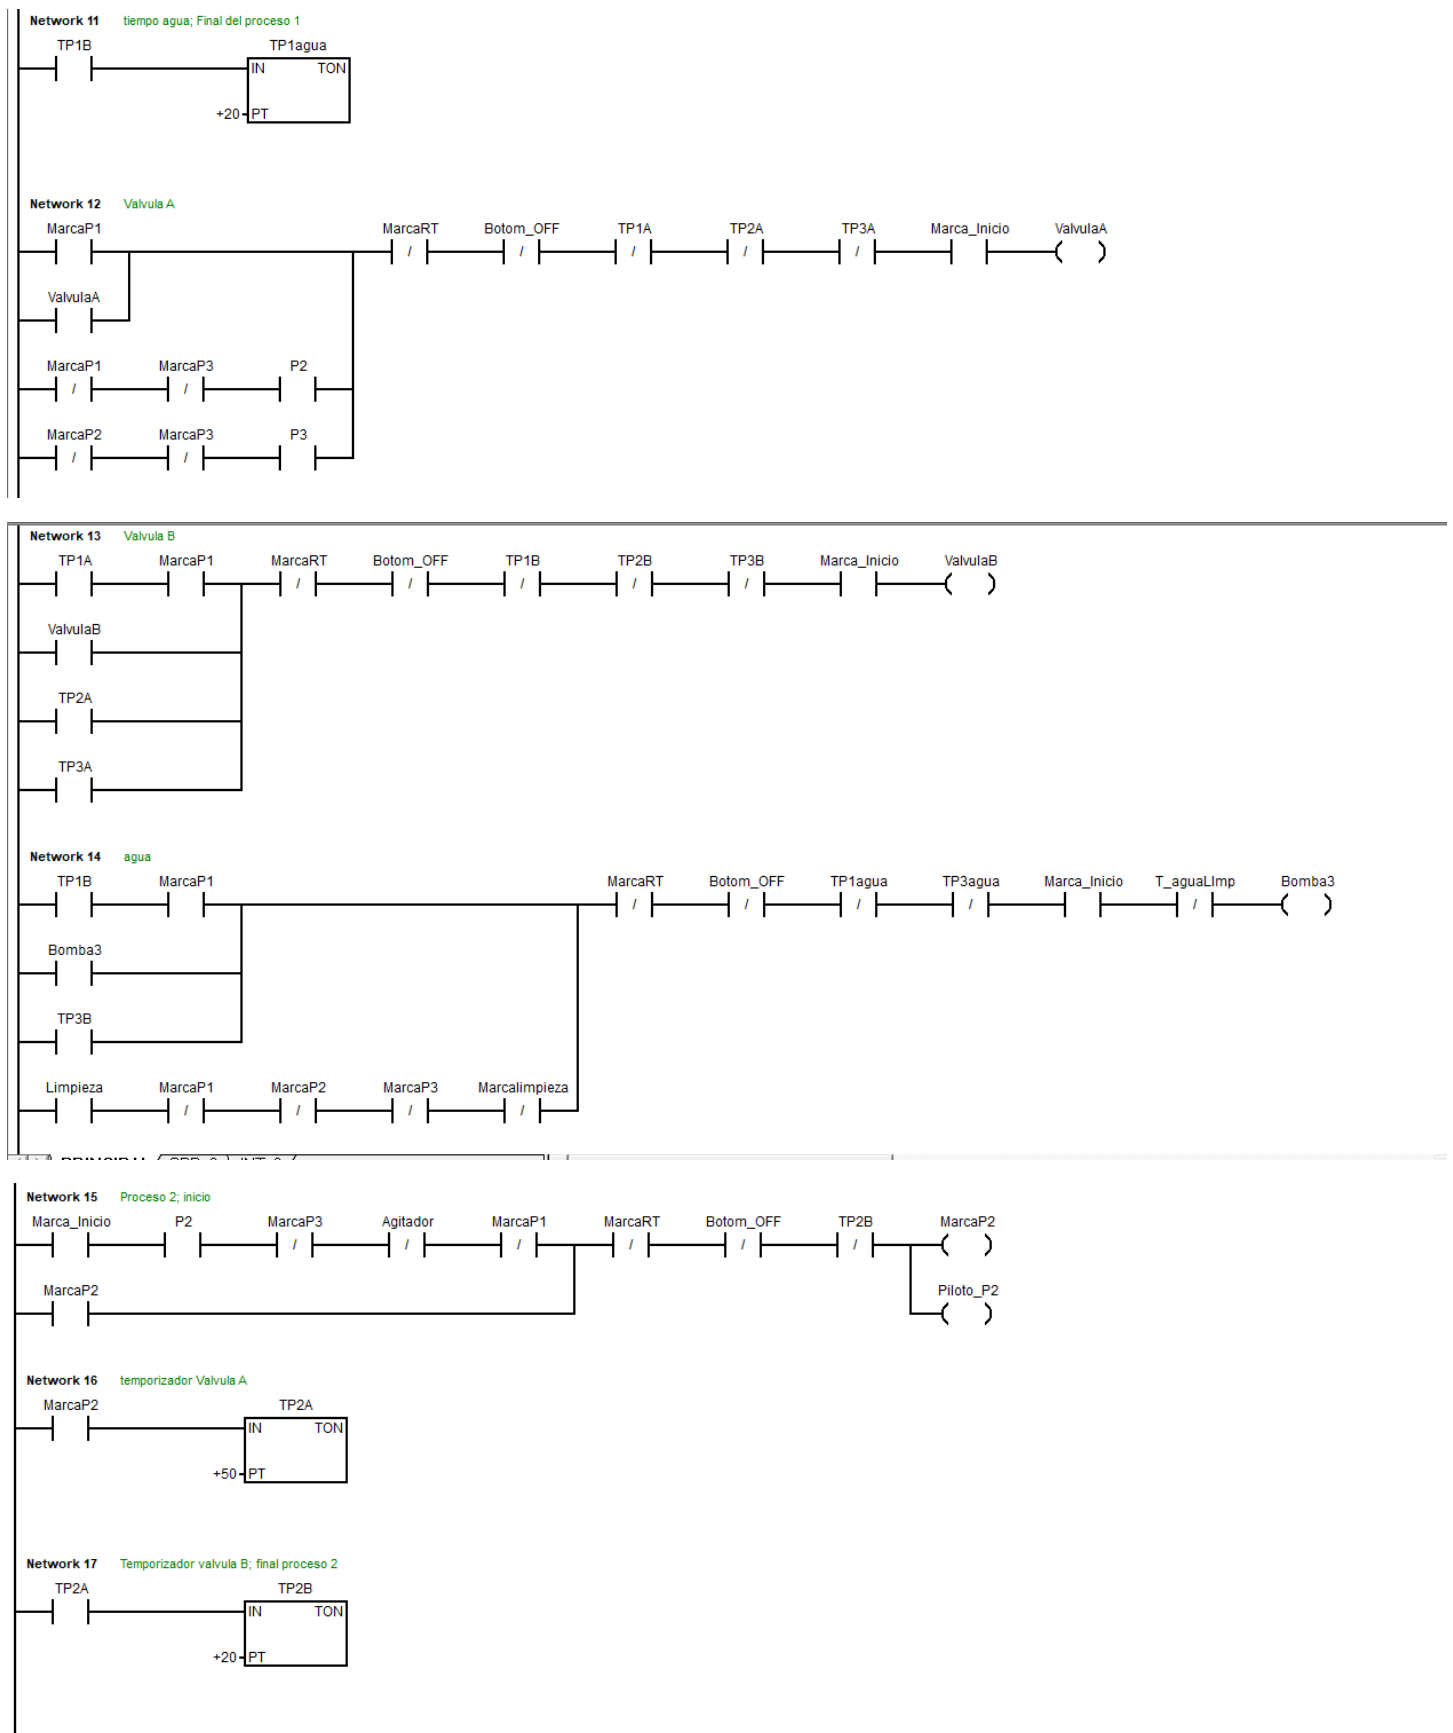 Network 11 tiempo agua; Final del proceso 1
TP1B TP1agua
IN TON
+20 PT
Network 12 Valvula A
MarcaP1 MarcaRT Botom_OFF TP1A TP2A TP3A Marca_Inicio ValvulaA
/ / / / /
ValvulaA
MarcaP1 MarcaP3 P2
/ /
MarcaP2 MarcaP3 P3
/ /
Network 13 Valvula B
TP1A MarcaP1 MarcaRT Botom_OFF TP1B TP2B TP3B Marca_Inicio ValvulaB
/ / / / /
ValvulaB
TP2A
TP3A
Network 14 agua
TP1B MarcaP1 MarcaRT Botom_OFF TP1agua TP3agua Marca_Inicio T_aguaLImp Bomba3
/ / / / /
Bomba3
TP3B
Limpieza MarcaP1 MarcaP2 MarcaP3 Marcalimpieza
/ / / /
Network 15 Proceso 2; inicio
Marca_Inicio P2 MarcaP3 Agitador MarcaP1 MarcaRT Botom_OFF TP2B MarcaP2
/ / / / / /
MarcaP2 Piloto_P2
Network 16 temporizador Valvula A
MarcaP2 TP2A
IN TON
+50 PT
Network 17 Temporizador valvula B; final proceso 2
TP2A TP2B
IN TON
+20 PT